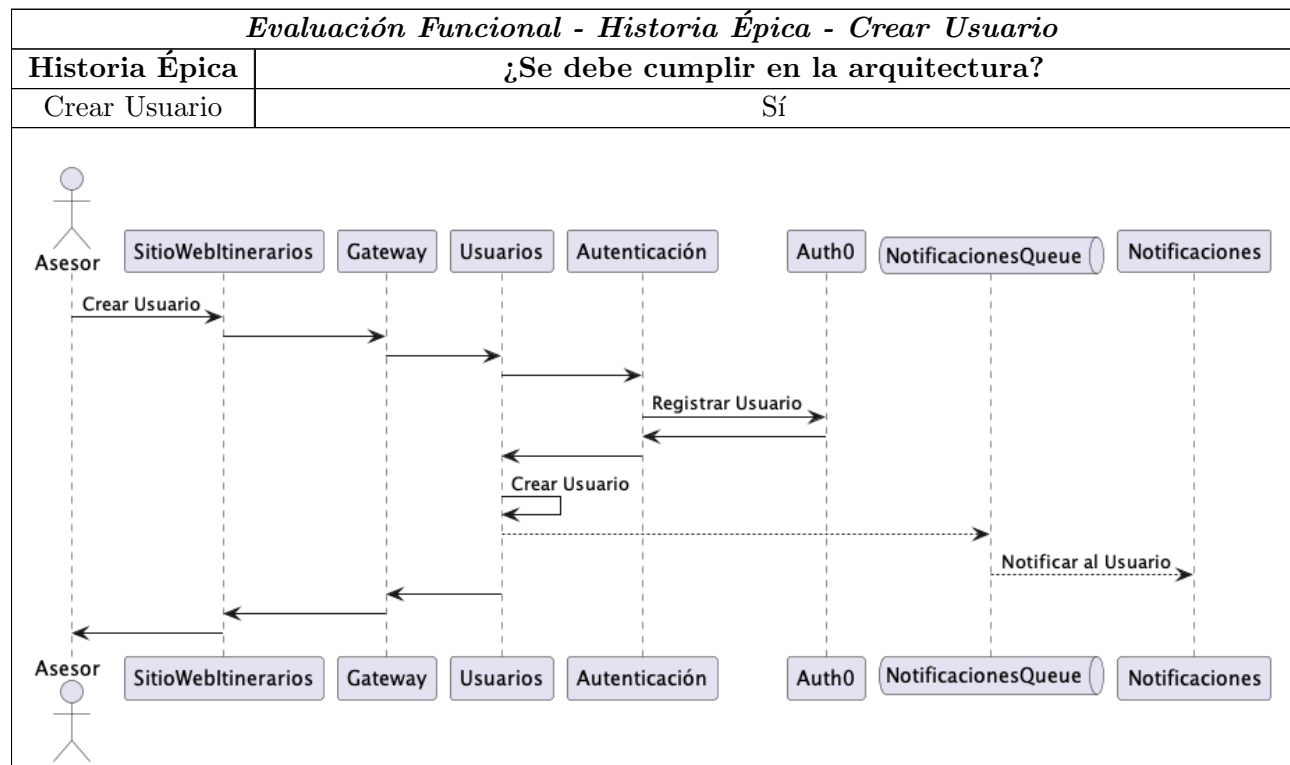 Evaluación Funcional - Historia Épica - Crear Usuario
Historia Épica ¿Se debe cumplir en la arquitectura?
Crear Usuario Sí
Asesor SitioWebItinerarios Gateway Usuarios Autenticación Auth0 NotificacionesQueue Notificaciones
Crear Usuario
Registrar Usuario
Crear Usuario
Notificar al Usuario
Asesor SitioWebItinerarios Gateway Usuarios Autenticación Auth0 NotificacionesQueue Notificaciones